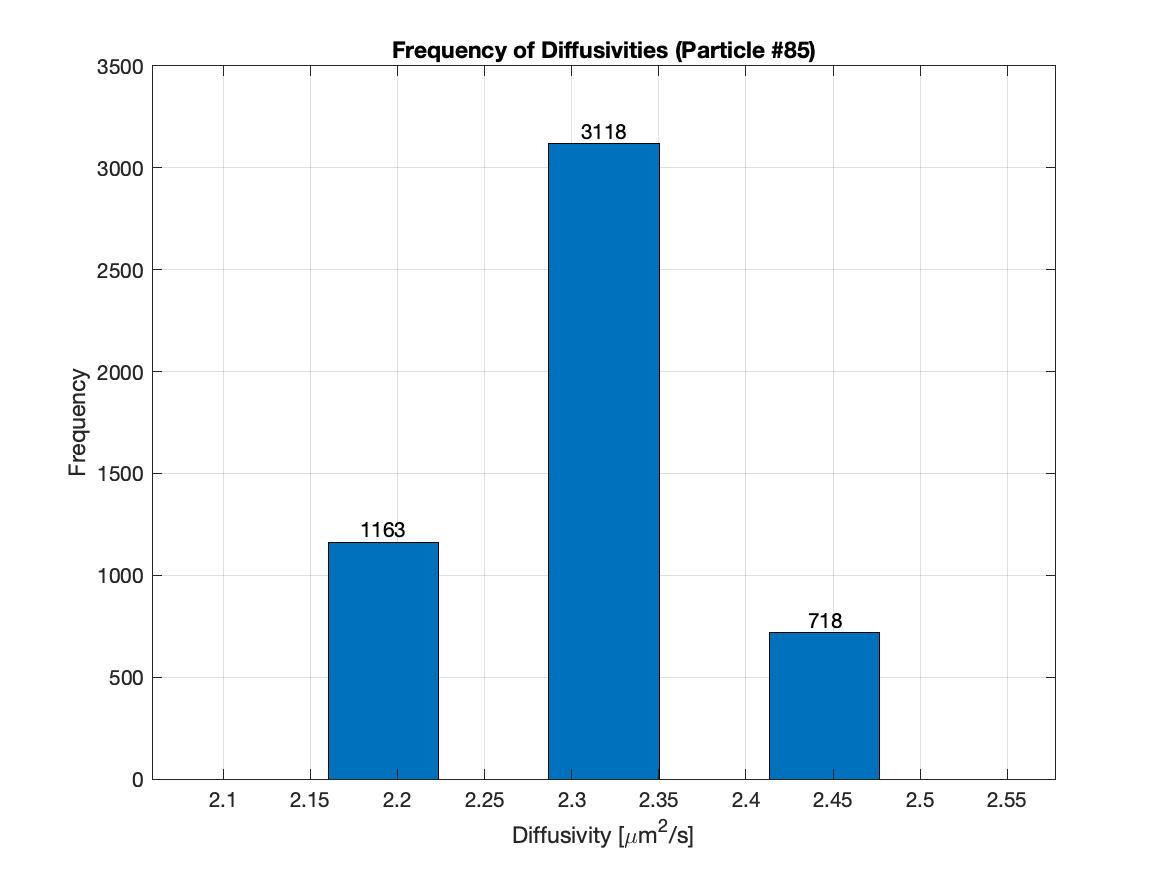 Frequency of Diffusivities (Particle #85)
3500
3000
2500
2000
1500
1000
500
0
Frequency
1163
3118
718
2.1 2.15 2.2 2.25 2.3 2.35 2.4 2.45 2.5 2.55
Diffusivity [μm²/s]